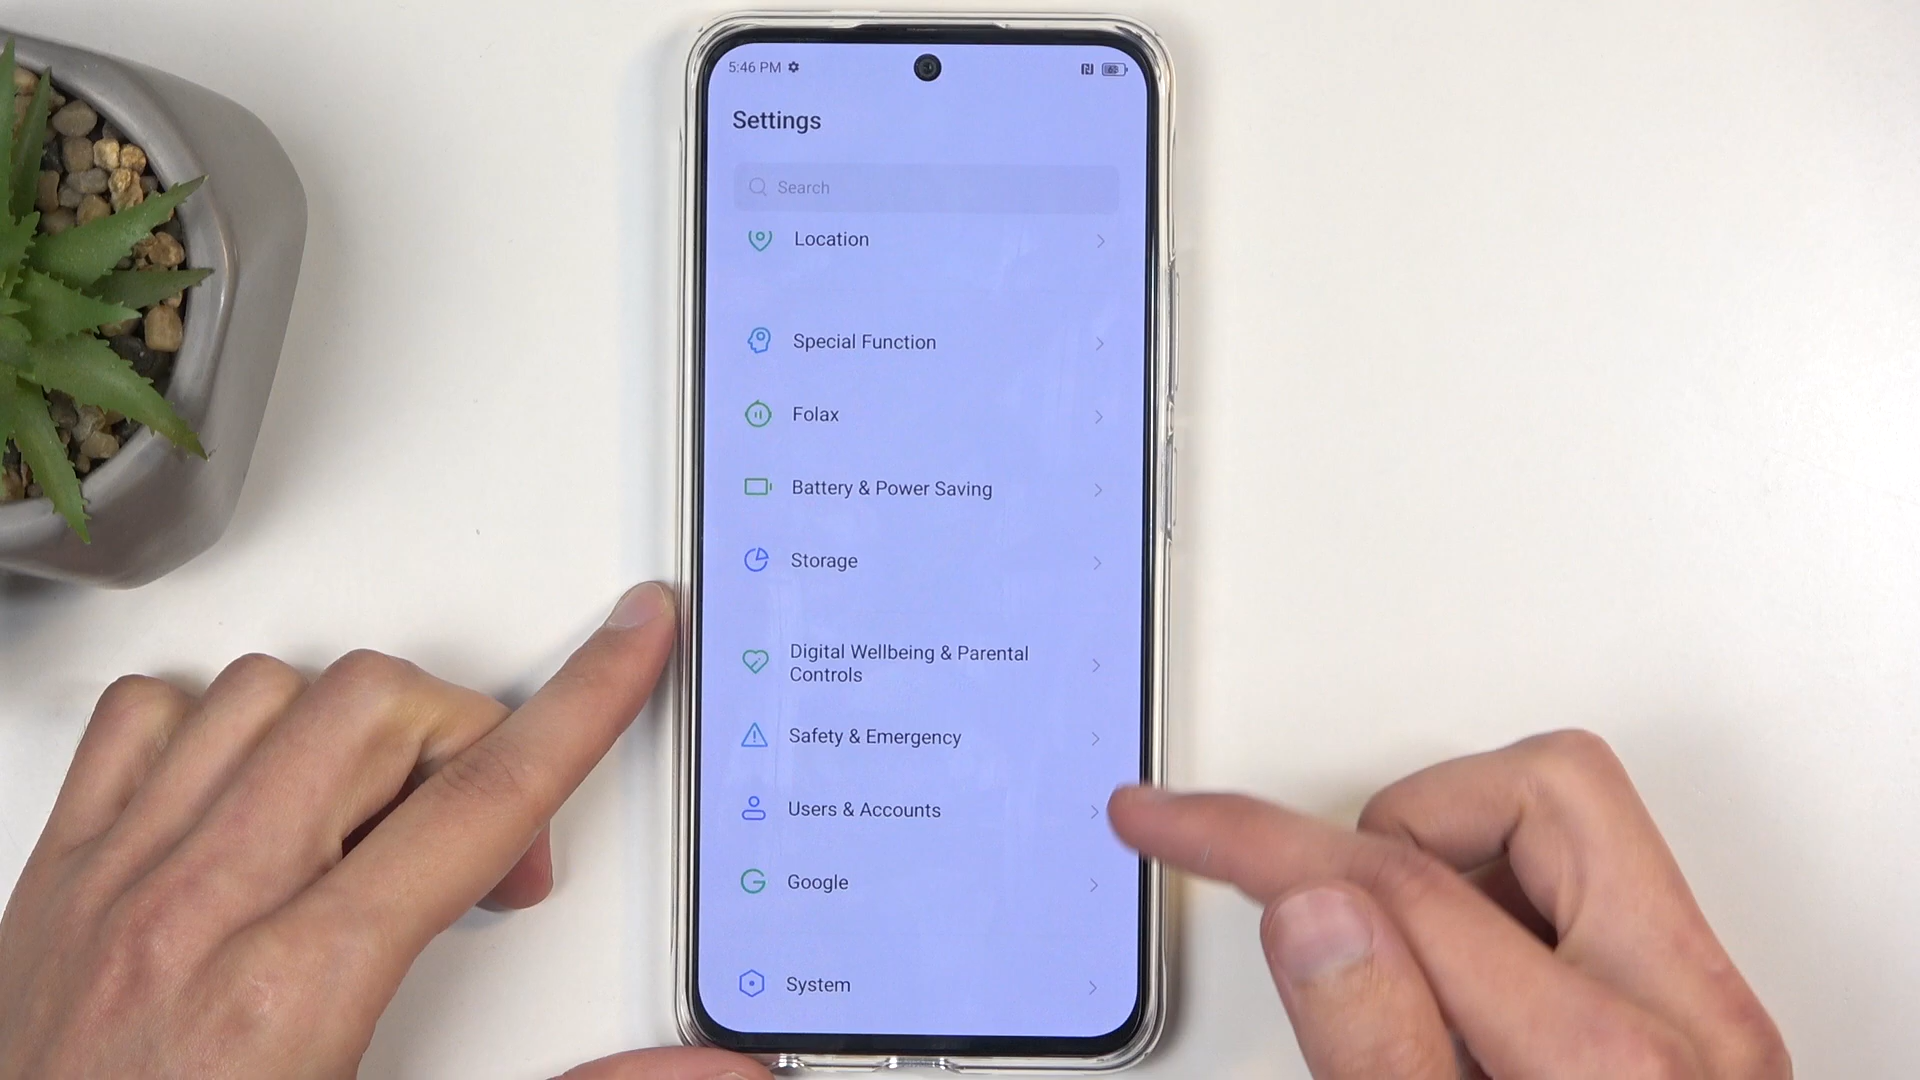 5:46 PM
Settings
Search
Location
Special Function
Folax
Battery & Power Saving
Storage
Digital Wellbeing & Parental
Controls
Safety & Emergency
Users & Accounts
Google
System